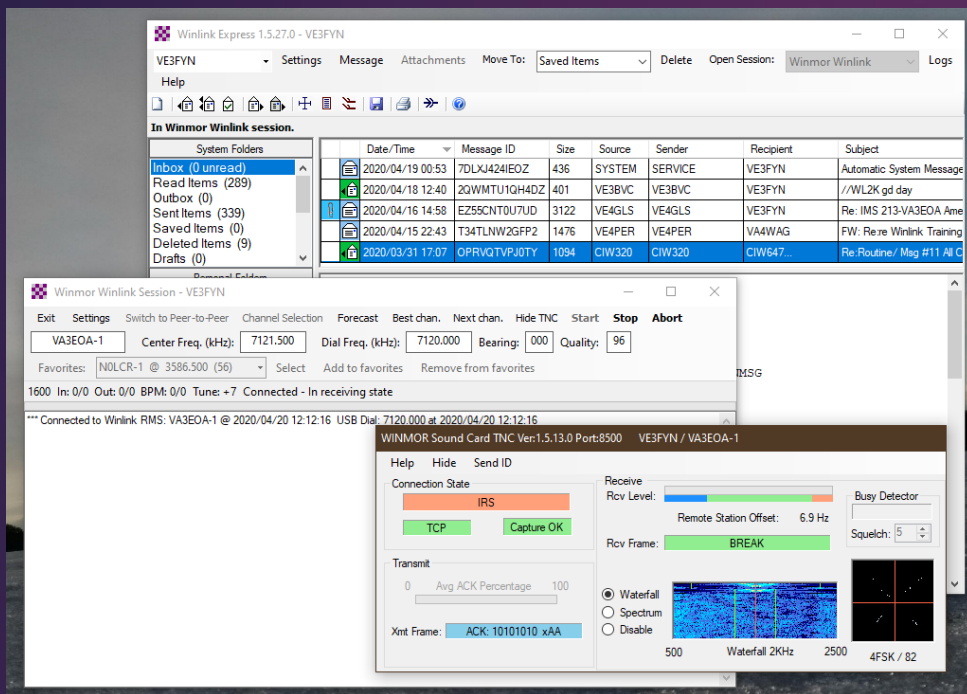 Winlink Express 1.5.27.0 - VE3FYN
VE3FYN Settings Message Attachments Move To: Saved Items Delete Open Session: Winmor Winlink Logs
Help
In Winmor Winlink session.
System Folders
Inbox (0 unread)
Read Items (289)
Outbox (0)
Sent Items (339)
Saved Items (0)
Deleted Items (9)
Drafts (0)
Personal Folders
Date/Time Message ID Size Source Sender Recipient Subject
2020/04/19 00:53 7DLXJ424IEOZ 436 SYSTEM SERVICE VE3FYN Automatic System Message
2020/04/18 12:40 2QWMTU1QH4DZ 401 VE3BVC VE3BVC VE3FYN //WL2K gd day
2020/04/16 14:58 EZ55CNT0U7UD 3122 VE4GLS VE4GLS VE3FYN Re: IMS 213-VA3EOA Ame
2020/04/15 22:43 T34TLNW2GFP2 1476 VE4PER VE4PER VA4WAG FW: Re:re Winlink Training
2020/03/31 17:07 OPRVQTVPJ0TY 1094 CIW320 CIW320 CIW647... Re:Routine/ Msg #11 All C
MSG
Winmor Winlink Session - VE3FYN
Exit Settings Switch to Peer-to-Peer Channel Selection Forecast Best chan. Next chan. Hide TNC Start Stop Abort
VA3EOA-1 Center Freq. (kHz): 7121.500 Dial Freq. (kHz): 7120.000 Bearing: 000 Quality: 96
Favorites: N0LCR-1 @ 3586.500 (56) Select Add to favorites Remove from favorites
1600 In: 0/0 Out: 0/0 BPM: 0/0 Tune: +7 Connected - In receiving state
*** Connected to Winlink RMS: VA3EOA-1 @ 2020/04/20 12:12:16 USB Dial: 7120.000 at 2020/04/20 12:12:16
WINMOR Sound Card TNC Ver:1.5.13.0 Port:8500 VE3FYN / VA3EOA-1
Help Hide Send ID
Connection State
IRS
TCP Capture OK
Transmit
0 Avg ACK Percentage 100
Xmt Frame: ACK: 10101010 xAA
Receive
Rcv Level:
Remote Station Offset: 6.9 Hz
Rcv Frame: BREAK
Waterfall
Spectrum
Disable
500 Waterfall 2KHz 2500
Busy Detector
Squelch: 5
4FSK / 82